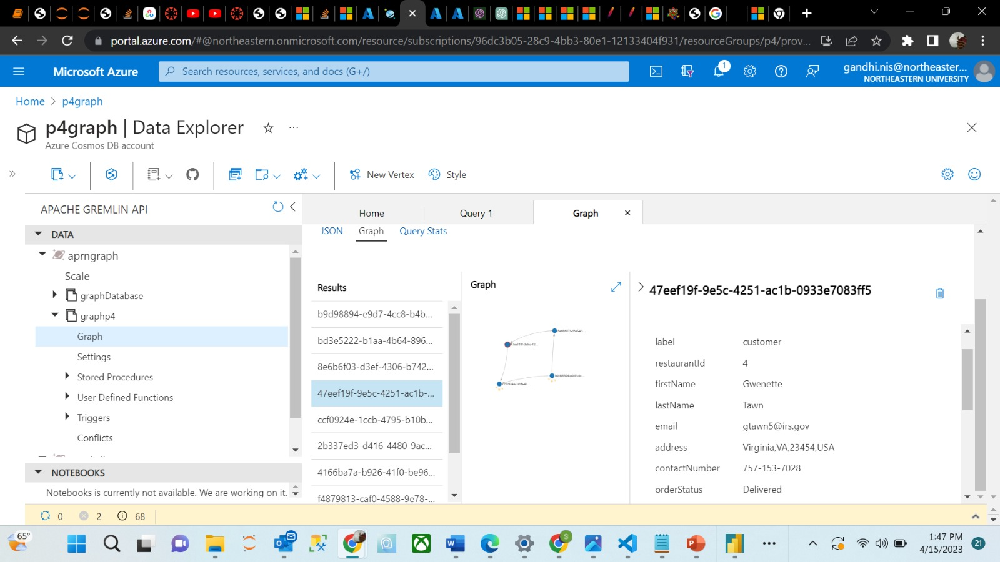 portal.azure.com/#@northeastern.onmicrosoft.com/resource/subscriptions/96dc3b05-28c9-4bb3-80e1-12133404f931/resourceGroups/p4/prov...
Microsoft Azure
Search resources, services, and docs (G+/)
1
gandhi.nis@northeaster...
NORTHEASTERN UNIVERSITY
Home > p4graph
p4graph | Data Explorer
Azure Cosmos DB account
New Vertex
Style
APACHE GREMLIN API
Home
Query 1
Graph
JSON
Graph
Query Stats
DATA
aprngraph
Scale
graphDatabase
graphp4
Graph
Settings
Stored Procedures
User Defined Functions
Triggers
Conflicts
NOTEBOOKS
Notebooks is currently not available. We are working on it.
Results
b9d98894-e9d7-4cc8-b4b...
bd3e5222-b1aa-4b64-896...
8e6b6f03-d3ef-4306-b742...
47eef19f-9e5c-4251-ac1b-...
ccf0924e-1ccb-4795-b10b...
2b337ed3-d416-4480-9ac...
4166ba7a-b926-41f0-be96...
f4879813-caf0-4588-9e78-...
Graph
47eef19f-9e5c-4251-ac1b-0933e7083ff5
label customer
restaurantId 4
firstName Gwenette
lastName Tawn
email gtawn5@irs.gov
address Virginia,VA,23454,USA
contactNumber 757-153-7028
orderStatus Delivered
0 2 68
65°
S
1:47 PM
4/15/2023
21